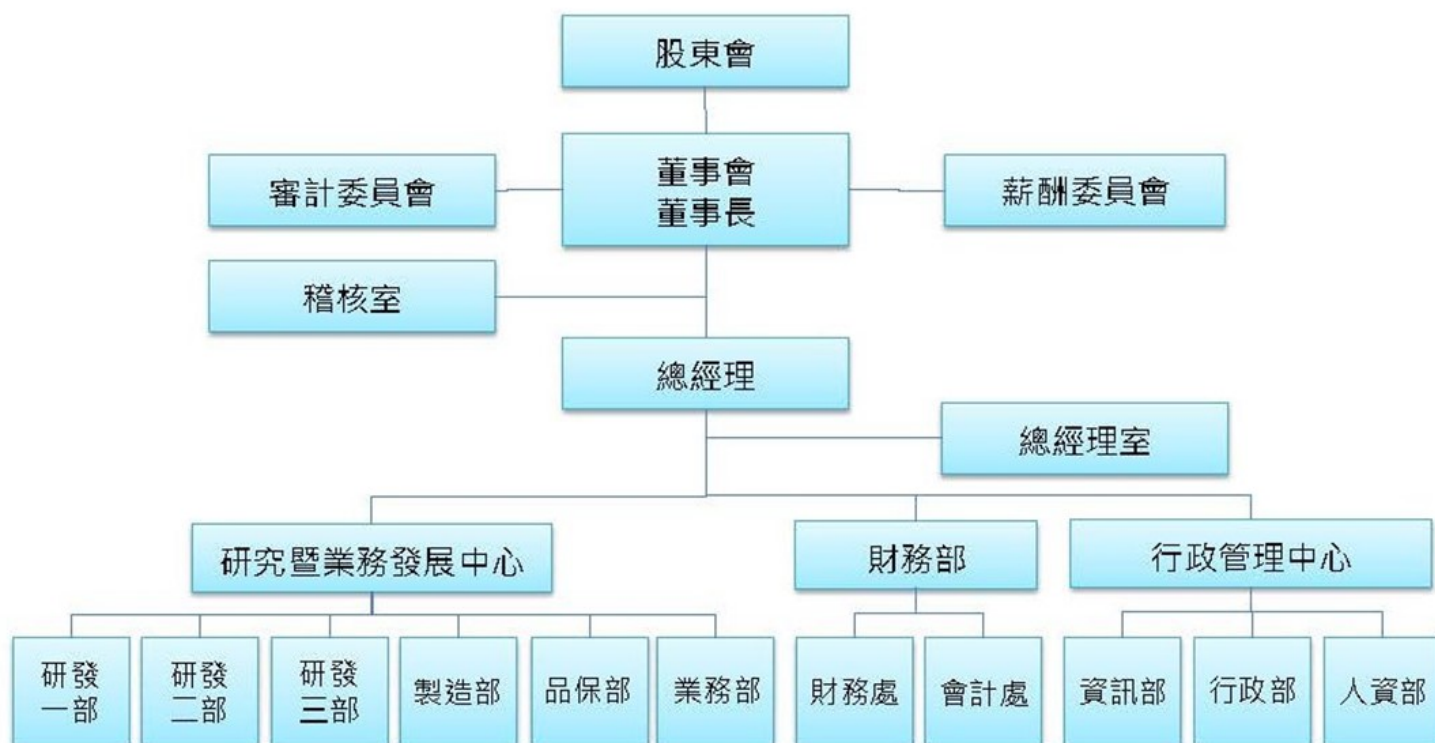 股東會
審計委員會
董事會
董事長
薪酬委員會
稽核室
總經理
總經理室
研究暨業務發展中心
財務部
行政管理中心
研發
一部
研發
二部
研發
三部
製造部
品保部
業務部
財務處
會計處
資訊部
行政部
人資部